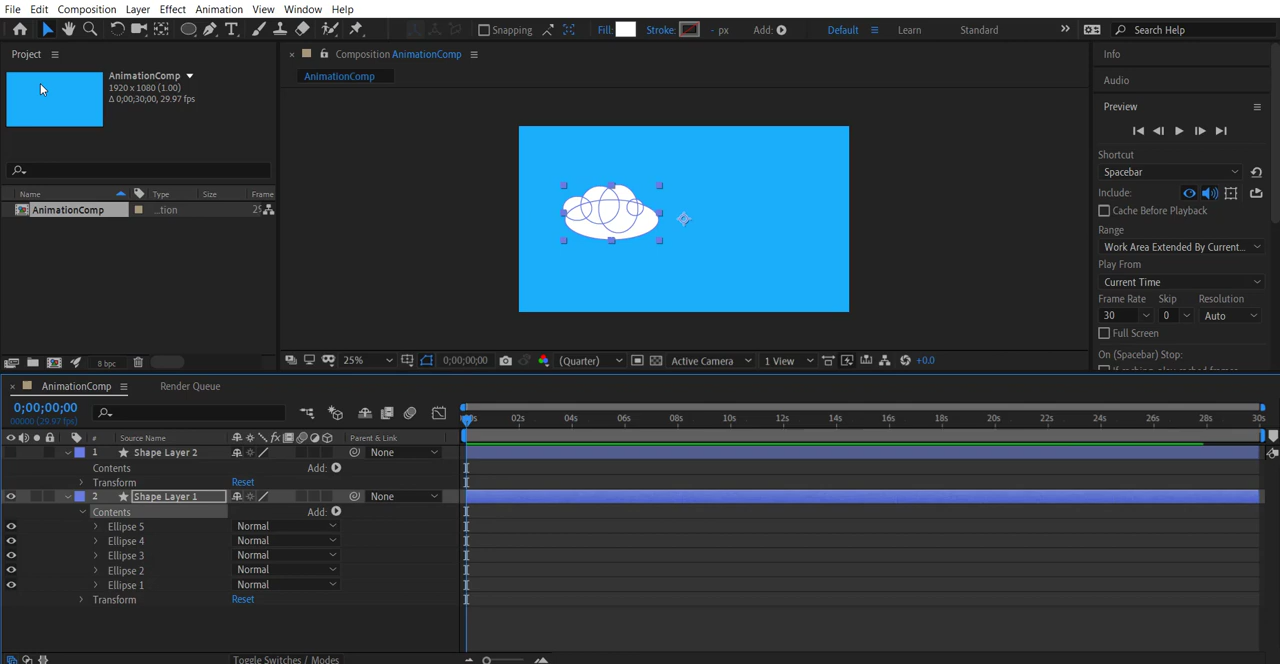 File Edit Composition Layer Effect Animation View Window Help
Snapping Fill: Stroke: - px Add: Default Learn Standard Search Help
Project
AnimationComp
1920 x 1080 (1.00)
Δ 0;00;30;00, 29.97 fps
Name Type Size Frame
AnimationComp ...tion 29
8 bpc
Composition AnimationComp
AnimationComp
25% 0;00;00;00 (Quarter) Active Camera 1 View +0.0
Info
Audio
Preview
Shortcut
Spacebar
Include:
Cache Before Playback
Range
Work Area Extended By Current...
Play From
Current Time
Frame Rate Skip Resolution
30 0 Auto
Full Screen
On (Spacebar) Stop:
AnimationComp Render Queue
0;00;00;00
00000 (29.97 fps)
02s 04s 06s 08s 10s 12s 14s 16s 18s 20s 22s 24s 26s 28s 30s
# Source Name fx Parent & Link
1 Shape Layer 2 None
Contents Add:
Transform Reset
2 Shape Layer 1 None
Contents Add:
Ellipse 5 Normal
Ellipse 4 Normal
Ellipse 3 Normal
Ellipse 2 Normal
Ellipse 1 Normal
Transform Reset
Toggle Switches / Modes